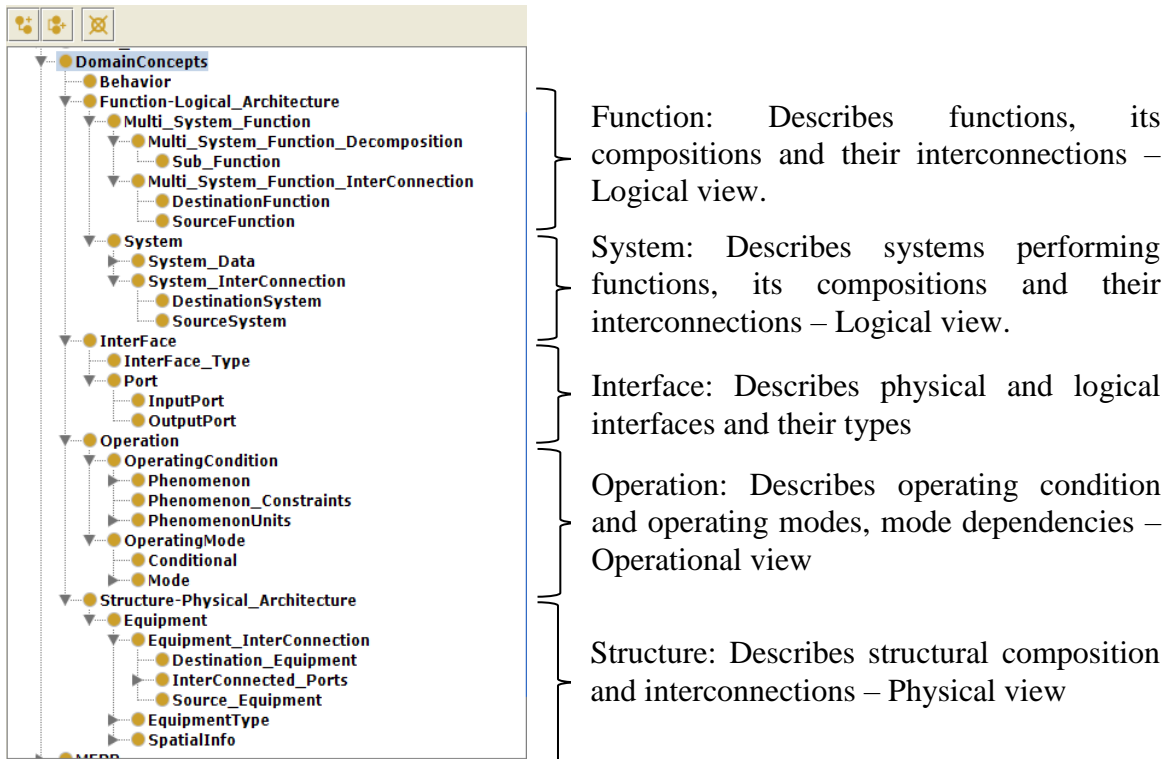 DomainConcepts
Behavior
Function-Logical_Architecture
Multi_System_Function
Multi_System_Function_Decomposition
Sub_Function
Multi_System_Function_InterConnection
DestinationFunction
SourceFunction
System
System_Data
System_InterConnection
DestinationSystem
SourceSystem
InterFace
InterFace_Type
Port
InputPort
OutputPort
Operation
OperatingCondition
Phenomenon
Phenomenon_Constraints
PhenomenonUnits
OperatingMode
Conditional
Mode
Structure-Physical_Architecture
Equipment
Equipment_InterConnection
Destination_Equipment
InterConnected_Ports
Source_Equipment
EquipmentType
SpatialInfo
Function: Describes functions, its
compositions and their interconnections –
Logical view.
System: Describes systems performing
functions, its compositions and their
interconnections – Logical view.
Interface: Describes physical and logical
interfaces and their types
Operation: Describes operating condition
and operating modes, mode dependencies –
Operational view
Structure: Describes structural composition
and interconnections – Physical view